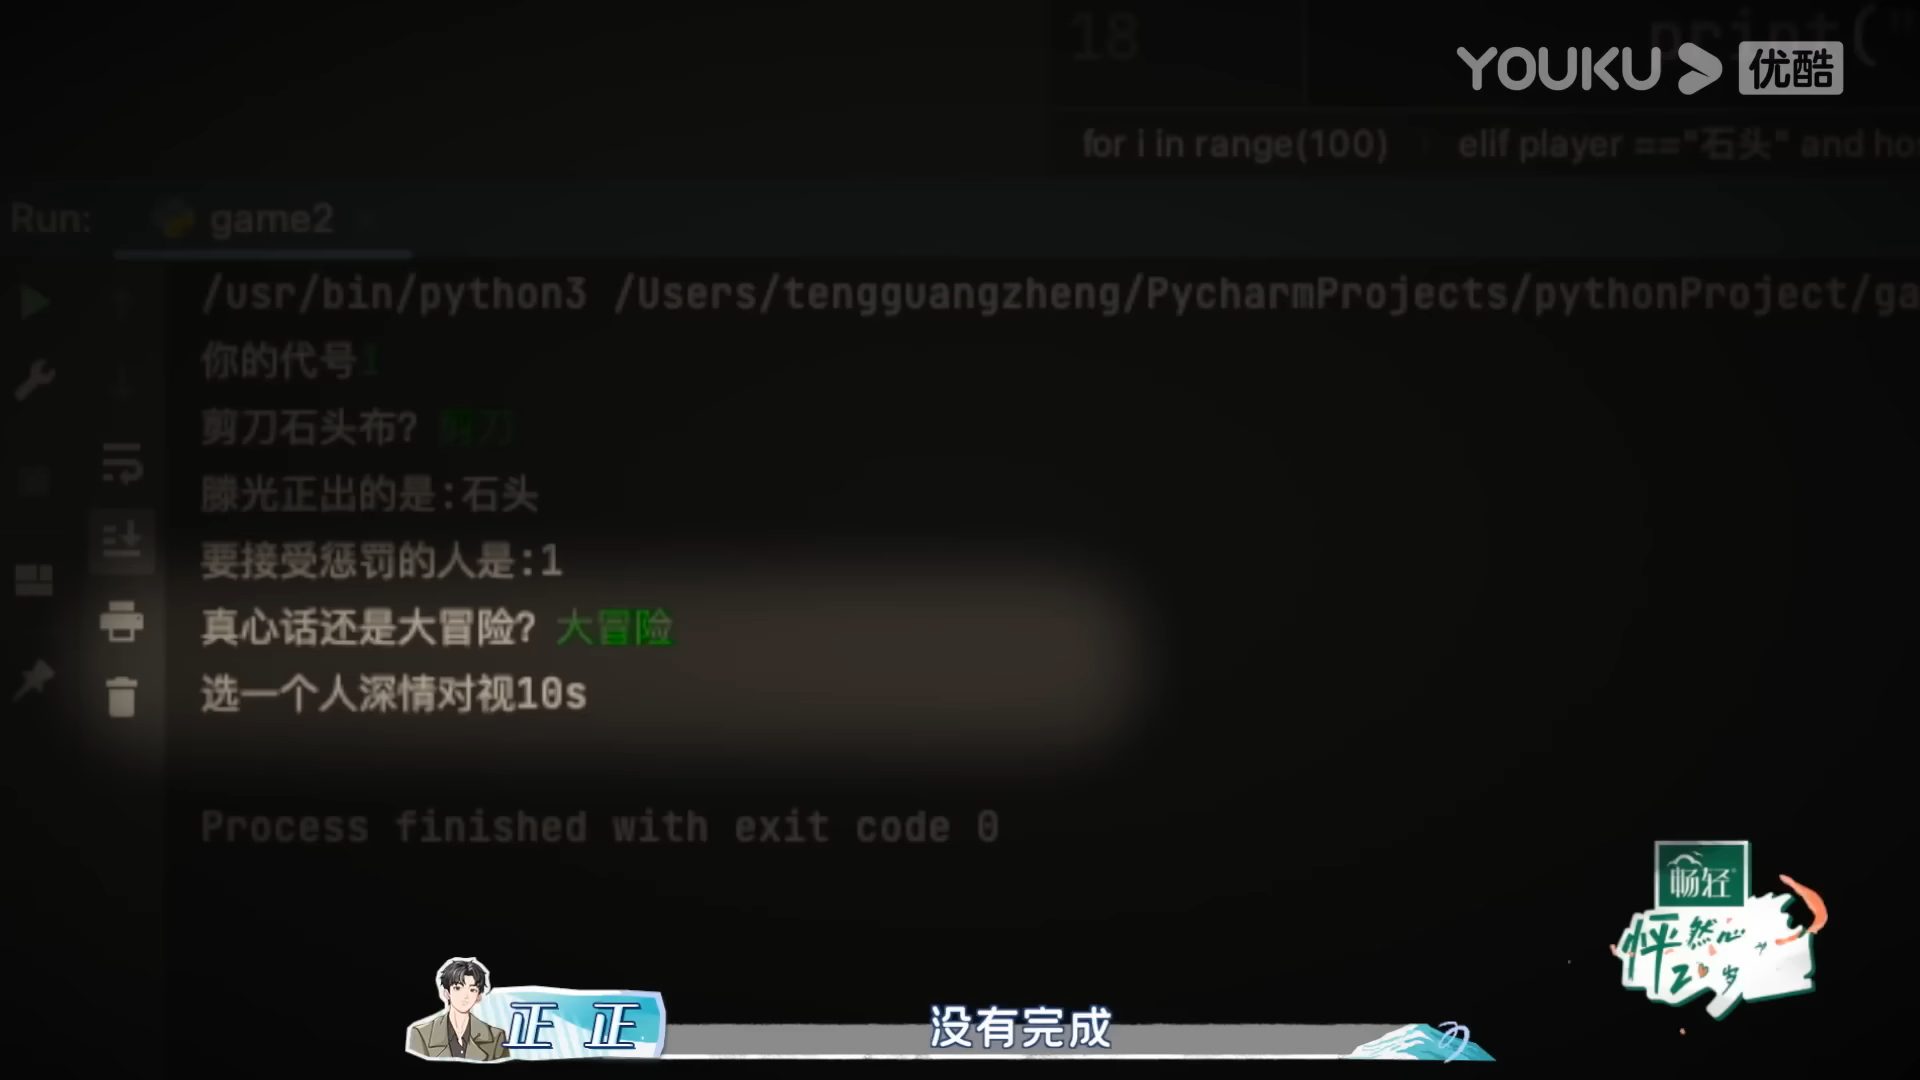 18 print("
YOUKU 优酷
for i in range(100) elif player =="石头" and ho
Run: game2
/usr/bin/python3 /Users/tengguangzheng/PycharmProjects/pythonProject/ga
你的代号1
剪刀石头布? 剪刀
滕光正出的是:石头
要接受惩罚的人是:1
真心话还是大冒险? 大冒险
选一个人深情对视10s
Process finished with exit code 0
畅轻
怦然心
20岁
正正
没有完成